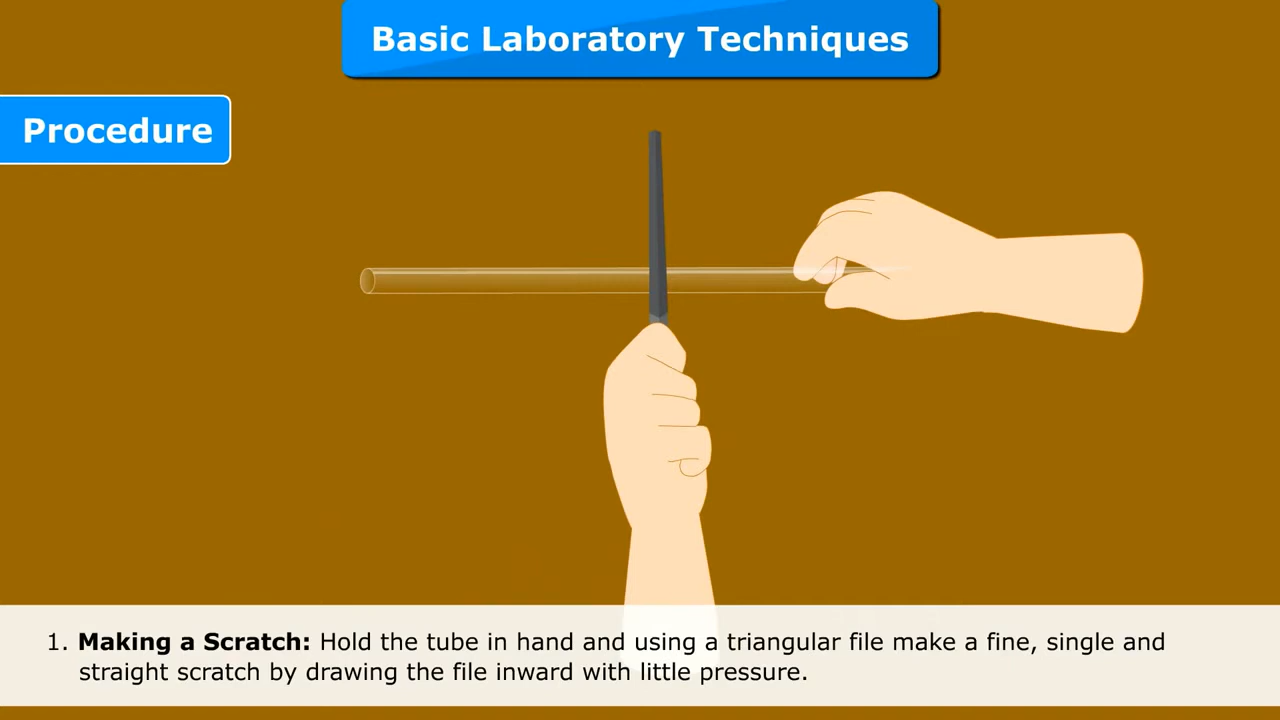 Basic Laboratory Techniques
Procedure
1. Making a Scratch: Hold the tube in hand and using a triangular file make a fine, single and
straight scratch by drawing the file inward with little pressure.